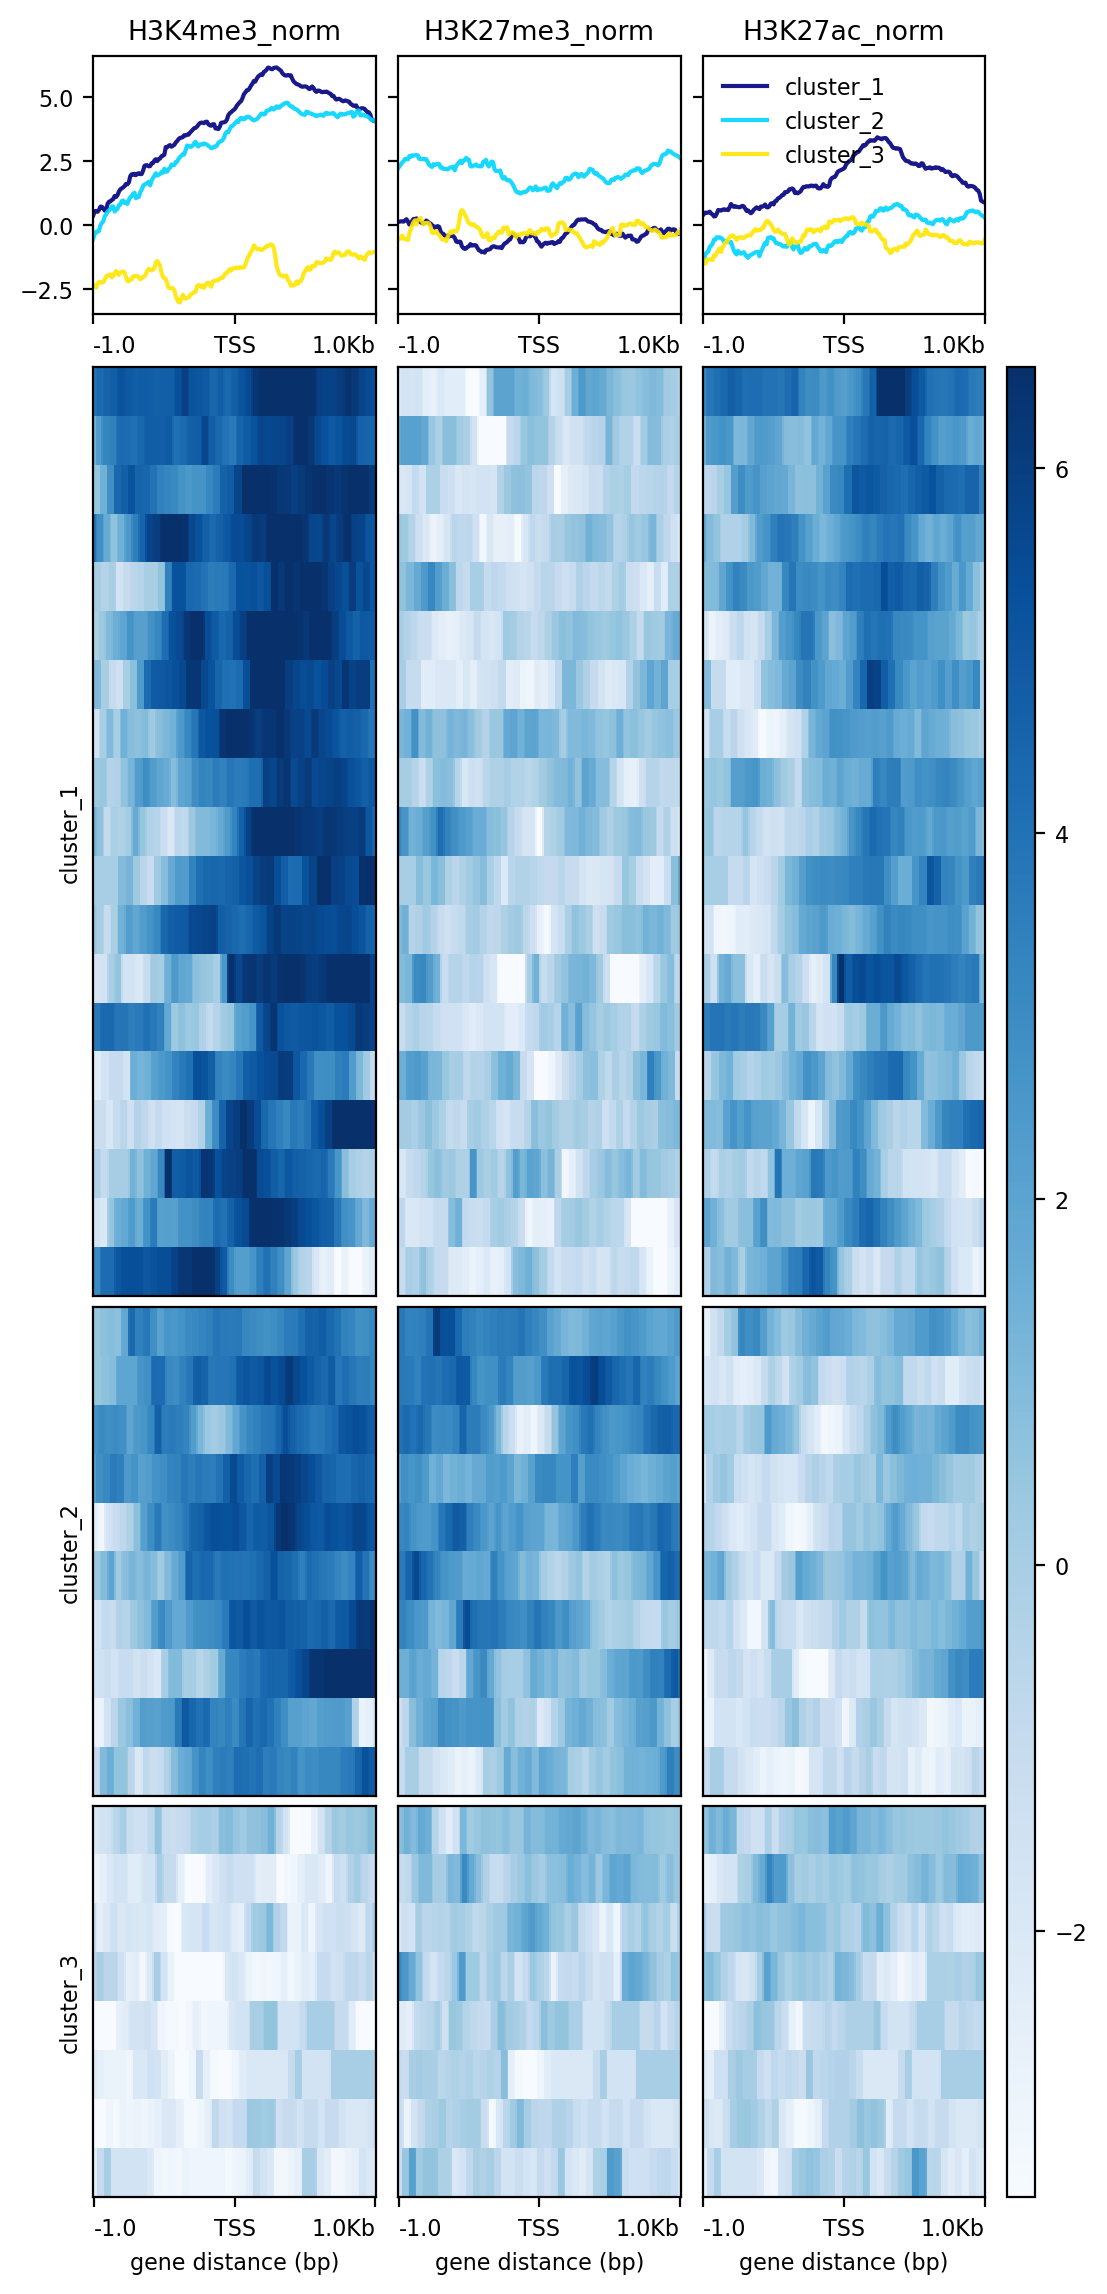 H3K4me3_norm H3K27me3_norm H3K27ac_norm
5.0
2.5
0.0
−2.5
cluster_1
cluster_2
cluster_3
-1.0 TSS 1.0Kb -1.0 TSS 1.0Kb -1.0 TSS 1.0Kb
cluster_1
cluster_2
cluster_3
6
4
2
0
−2
-1.0 TSS 1.0Kb -1.0 TSS 1.0Kb -1.0 TSS 1.0Kb
gene distance (bp) gene distance (bp) gene distance (bp)